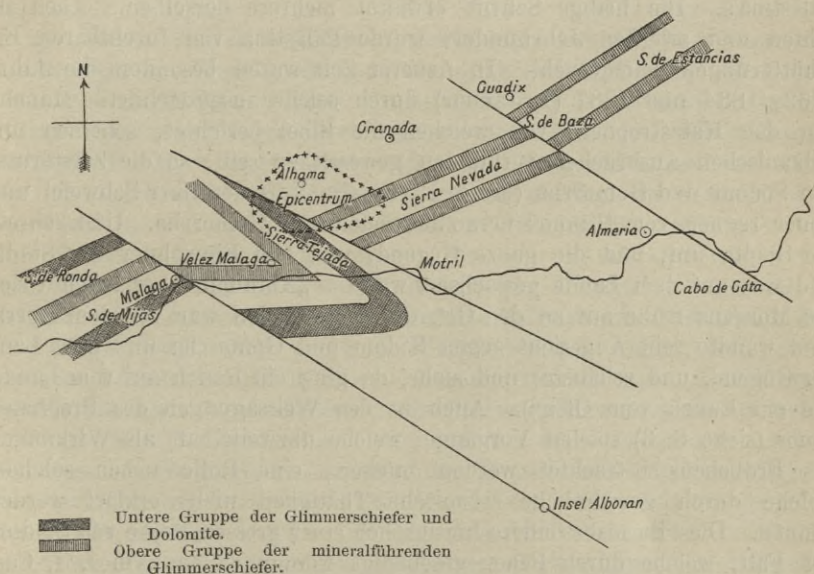 N
S. de Estancias
Guadix
S. de Baza
Granada
Alhama
Epicentrum
Sierra Nevada
Sierra Tejada
Almeria
Velez Malaga
S. de Ronda
Malaga
Motril
S. de Mijas
Cabo de Gáta
Insel Alboran
Untere Gruppe der Glimmerschiefer und
Dolomite.
Obere Gruppe der mineralführenden
Glimmerschiefer.